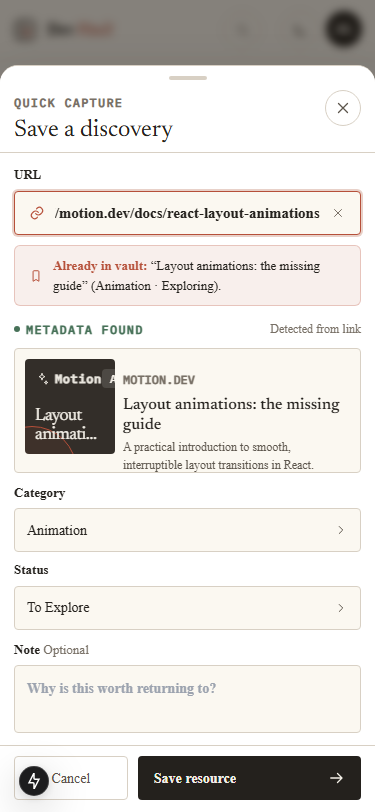 QUICK CAPTURE
Save a discovery
URL
/motion.dev/docs/react-layout-animations
Already in vault: “Layout animations: the missing
guide” (Animation · Exploring).
METADATA FOUND
Detected from link
Motion A
Layout
animati...
MOTION.DEV
Layout animations: the missing
guide
A practical introduction to smooth,
interruptible layout transitions in React.
Category
Animation
Status
To Explore
Note Optional
Why is this worth returning to?
Cancel
Save resource